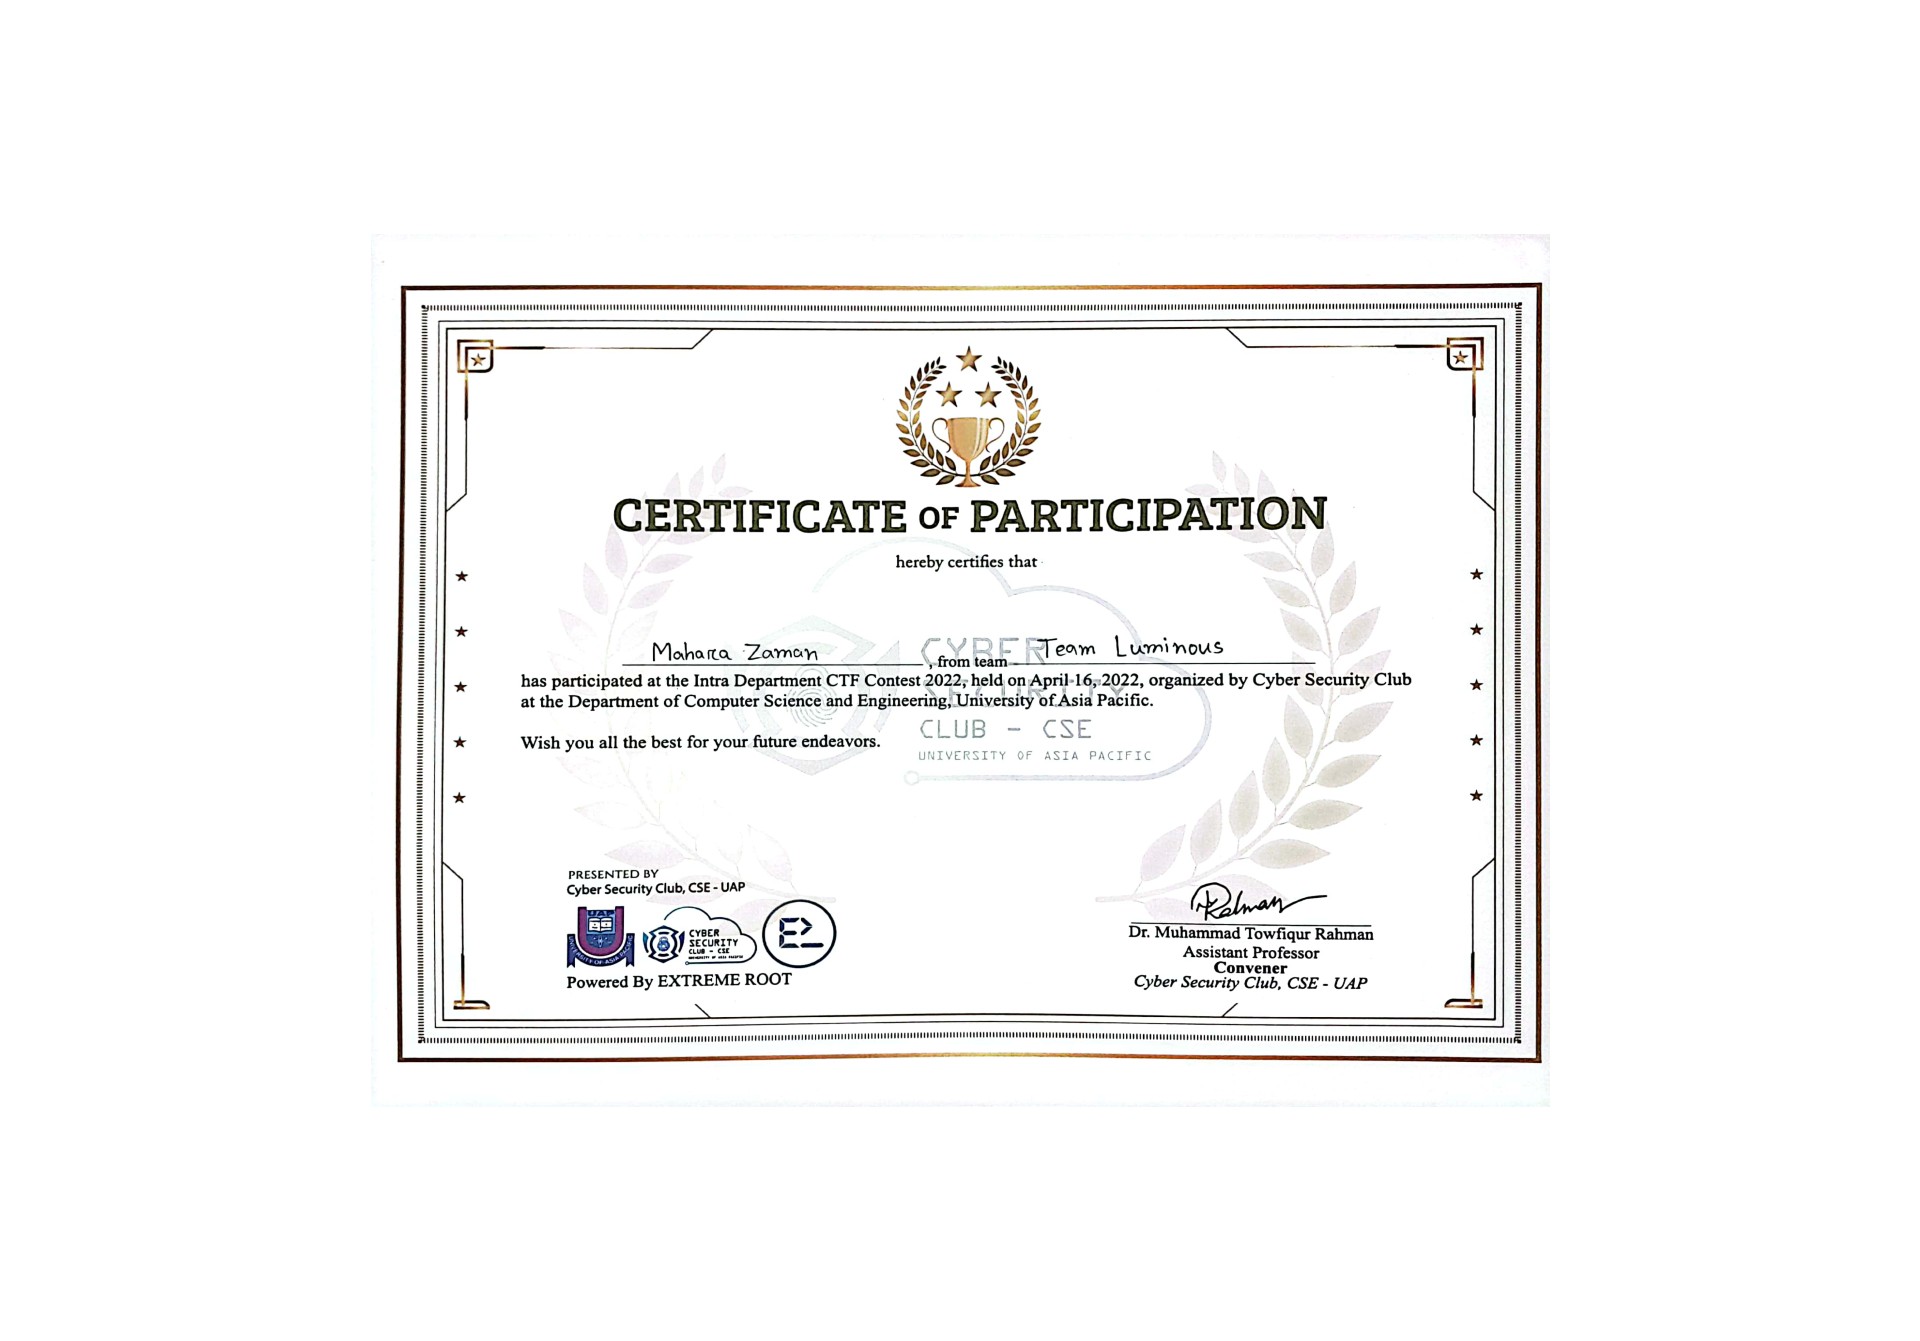 CERTIFICATE OF PARTICIPATION
hereby certifies that
Mahara Zaman, from team Team Luminous
has participated at the Intra Department CTF Contest 2022, held on April 16, 2022, organized by Cyber Security Club
at the Department of Computer Science and Engineering, University of Asia Pacific.
Wish you all the best for your future endeavors.
CYBER
SECURITY
CLUB - CSE
UNIVERSITY OF ASIA PACIFIC
PRESENTED BY
Cyber Security Club, CSE - UAP
UNIVERSITY OF ASIA PACIFIC
CYBER
SECURITY
CLUB - CSE
UNIVERSITY OF ASIA PACIFIC
Powered By EXTREME ROOT
Rahman
Dr. Muhammad Towfiqur Rahman
Assistant Professor
Convener
Cyber Security Club, CSE - UAP